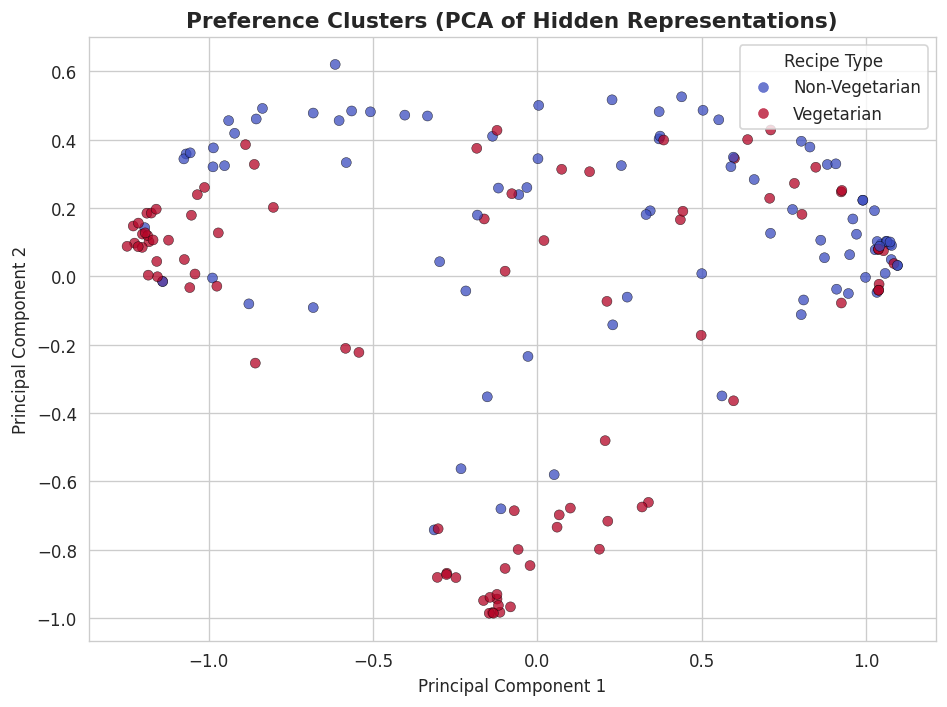 Preference Clusters (PCA of Hidden Representations)
Recipe Type
Non-Vegetarian
Vegetarian
0.6
0.4
0.2
0.0
−0.2
−0.4
−0.6
−0.8
−1.0
Principal Component 2
−1.0
−0.5
0.0
0.5
1.0
Principal Component 1